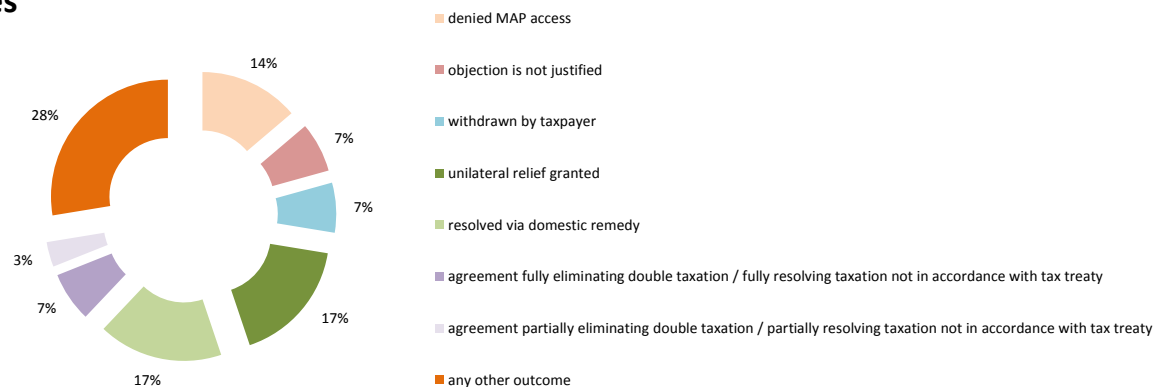 es
denied MAP access
14%
objection is not justified
28%
7%
withdrawn by taxpayer
unilateral relief granted
7%
resolved via domestic remedy
3%
agreement fully eliminating double taxation / fully resolving taxation not in accordance with tax treaty
7%
17%
agreement partially eliminating double taxation / partially resolving taxation not in accordance with tax treaty
17%
any other outcome